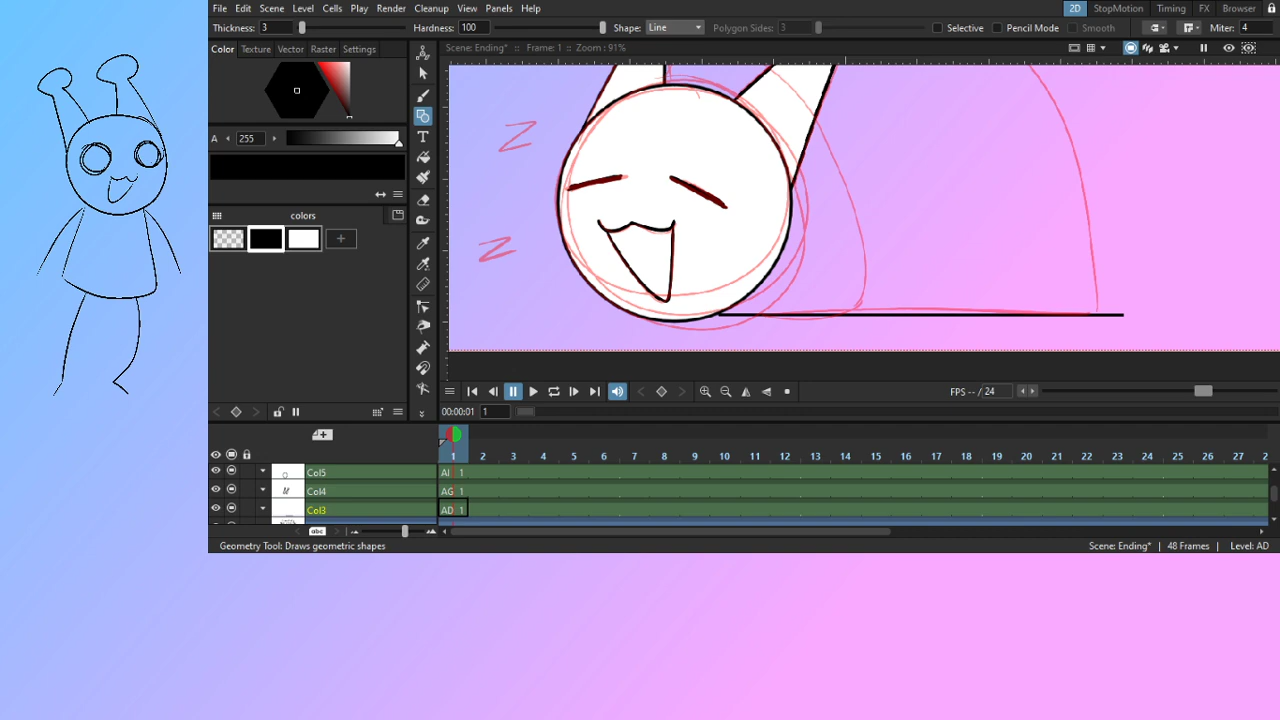 File Edit Scene Level Cells Play Render Cleanup View Panels Help 2D StopMotion Timing FX Browser
Thickness: 3 Hardness: 100 Shape: Line Polygon Sides: 3 Selective Pencil Mode Smooth Miter: 4
Color Texture Vector Raster Settings Scene: Ending* :: Frame: 1 :: Zoom : 91%
Z
A 255
colors
Z
FPS -- / 24
00:00:01 1
1 2 3 4 5 6 7 8 9 10 11 12 13 14 15 16 17 18 19 20 21 22 23 24 25 26 27 2
Col5 AI 1
Col4 AG 1
Col3 AD 1
abc
Geometry Tool: Draws geometric shapes Scene: Ending* | 48 Frames | Level: AD